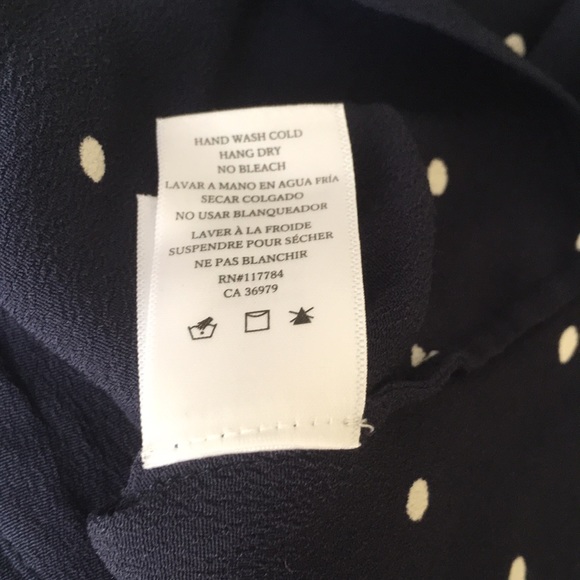 HAND WASH COLD
HANG DRY
NO BLEACH
LAVAR A MANO EN AGUA FRÍA
SECAR COLGADO
NO USAR BLANQUEADOR
LAVER À LA FROIDE
SUSPENDRE POUR SÉCHER
NE PAS BLANCHIR
RN#117784
CA 36979